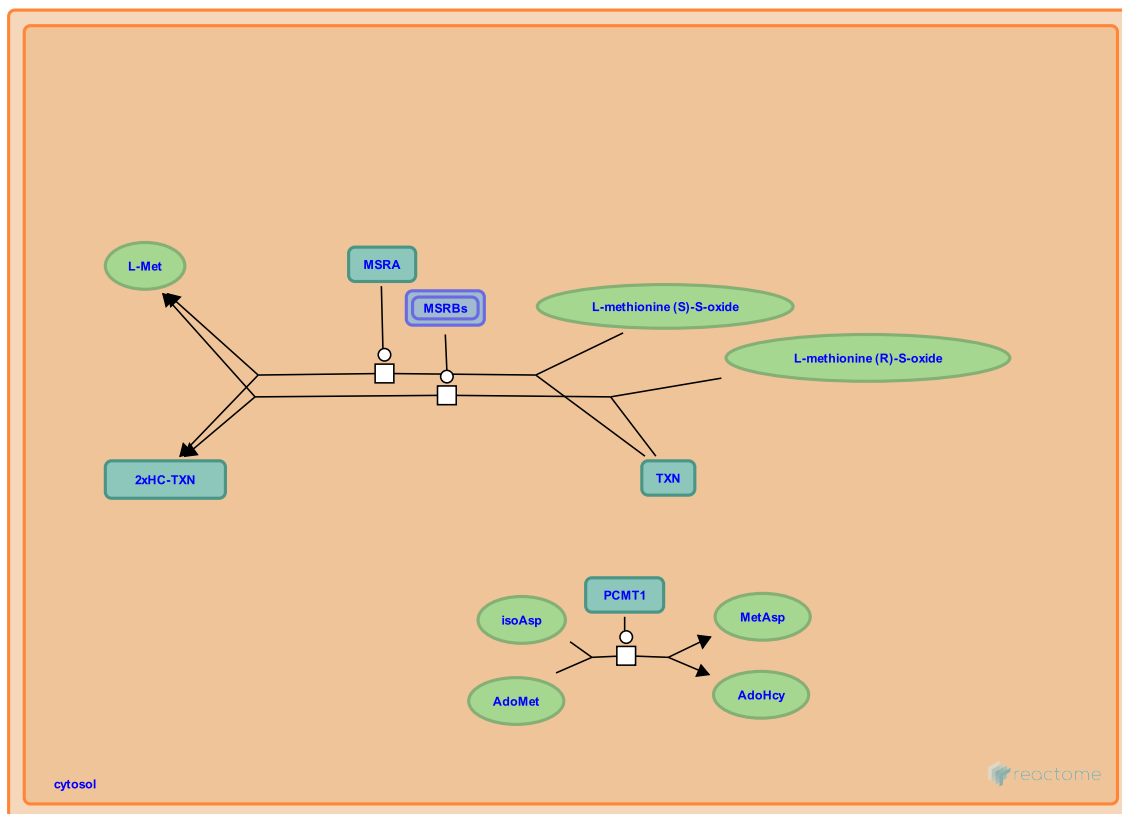 L-Met
MSRA
MSRBs
L-methionine (S)-S-oxide
L-methionine (R)-S-oxide
2xHC-TXN
TXN
PCMT1
isoAsp
MetAsp
AdoMet
AdoHcy
cytosol
reactome